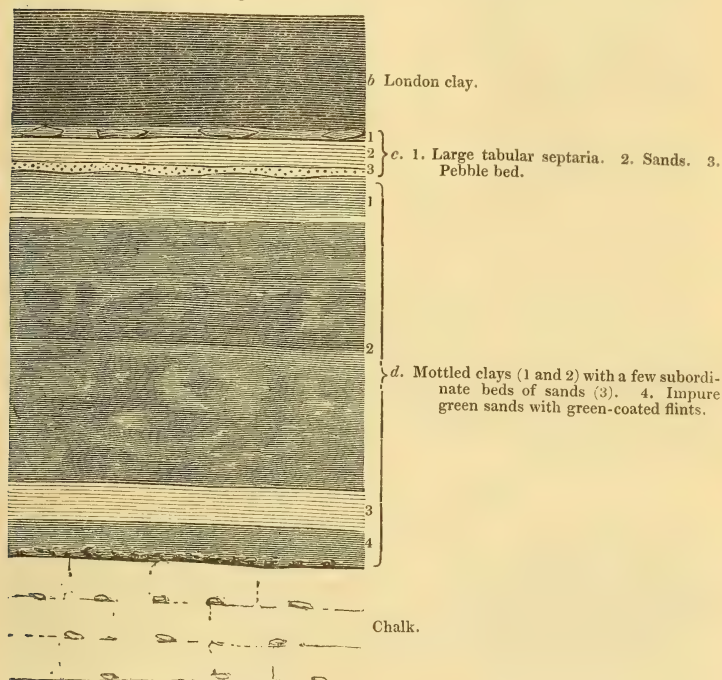 b London clay.
1
2
3
c. 1. Large tabular septaria. 2. Sands. 3.
Pebble bed.
1
2
d. Mottled clays (1 and 2) with a few subordi-
nate beds of sands (3). 4. Impure
green sands with green-coated flints.
3
4
Chalk.